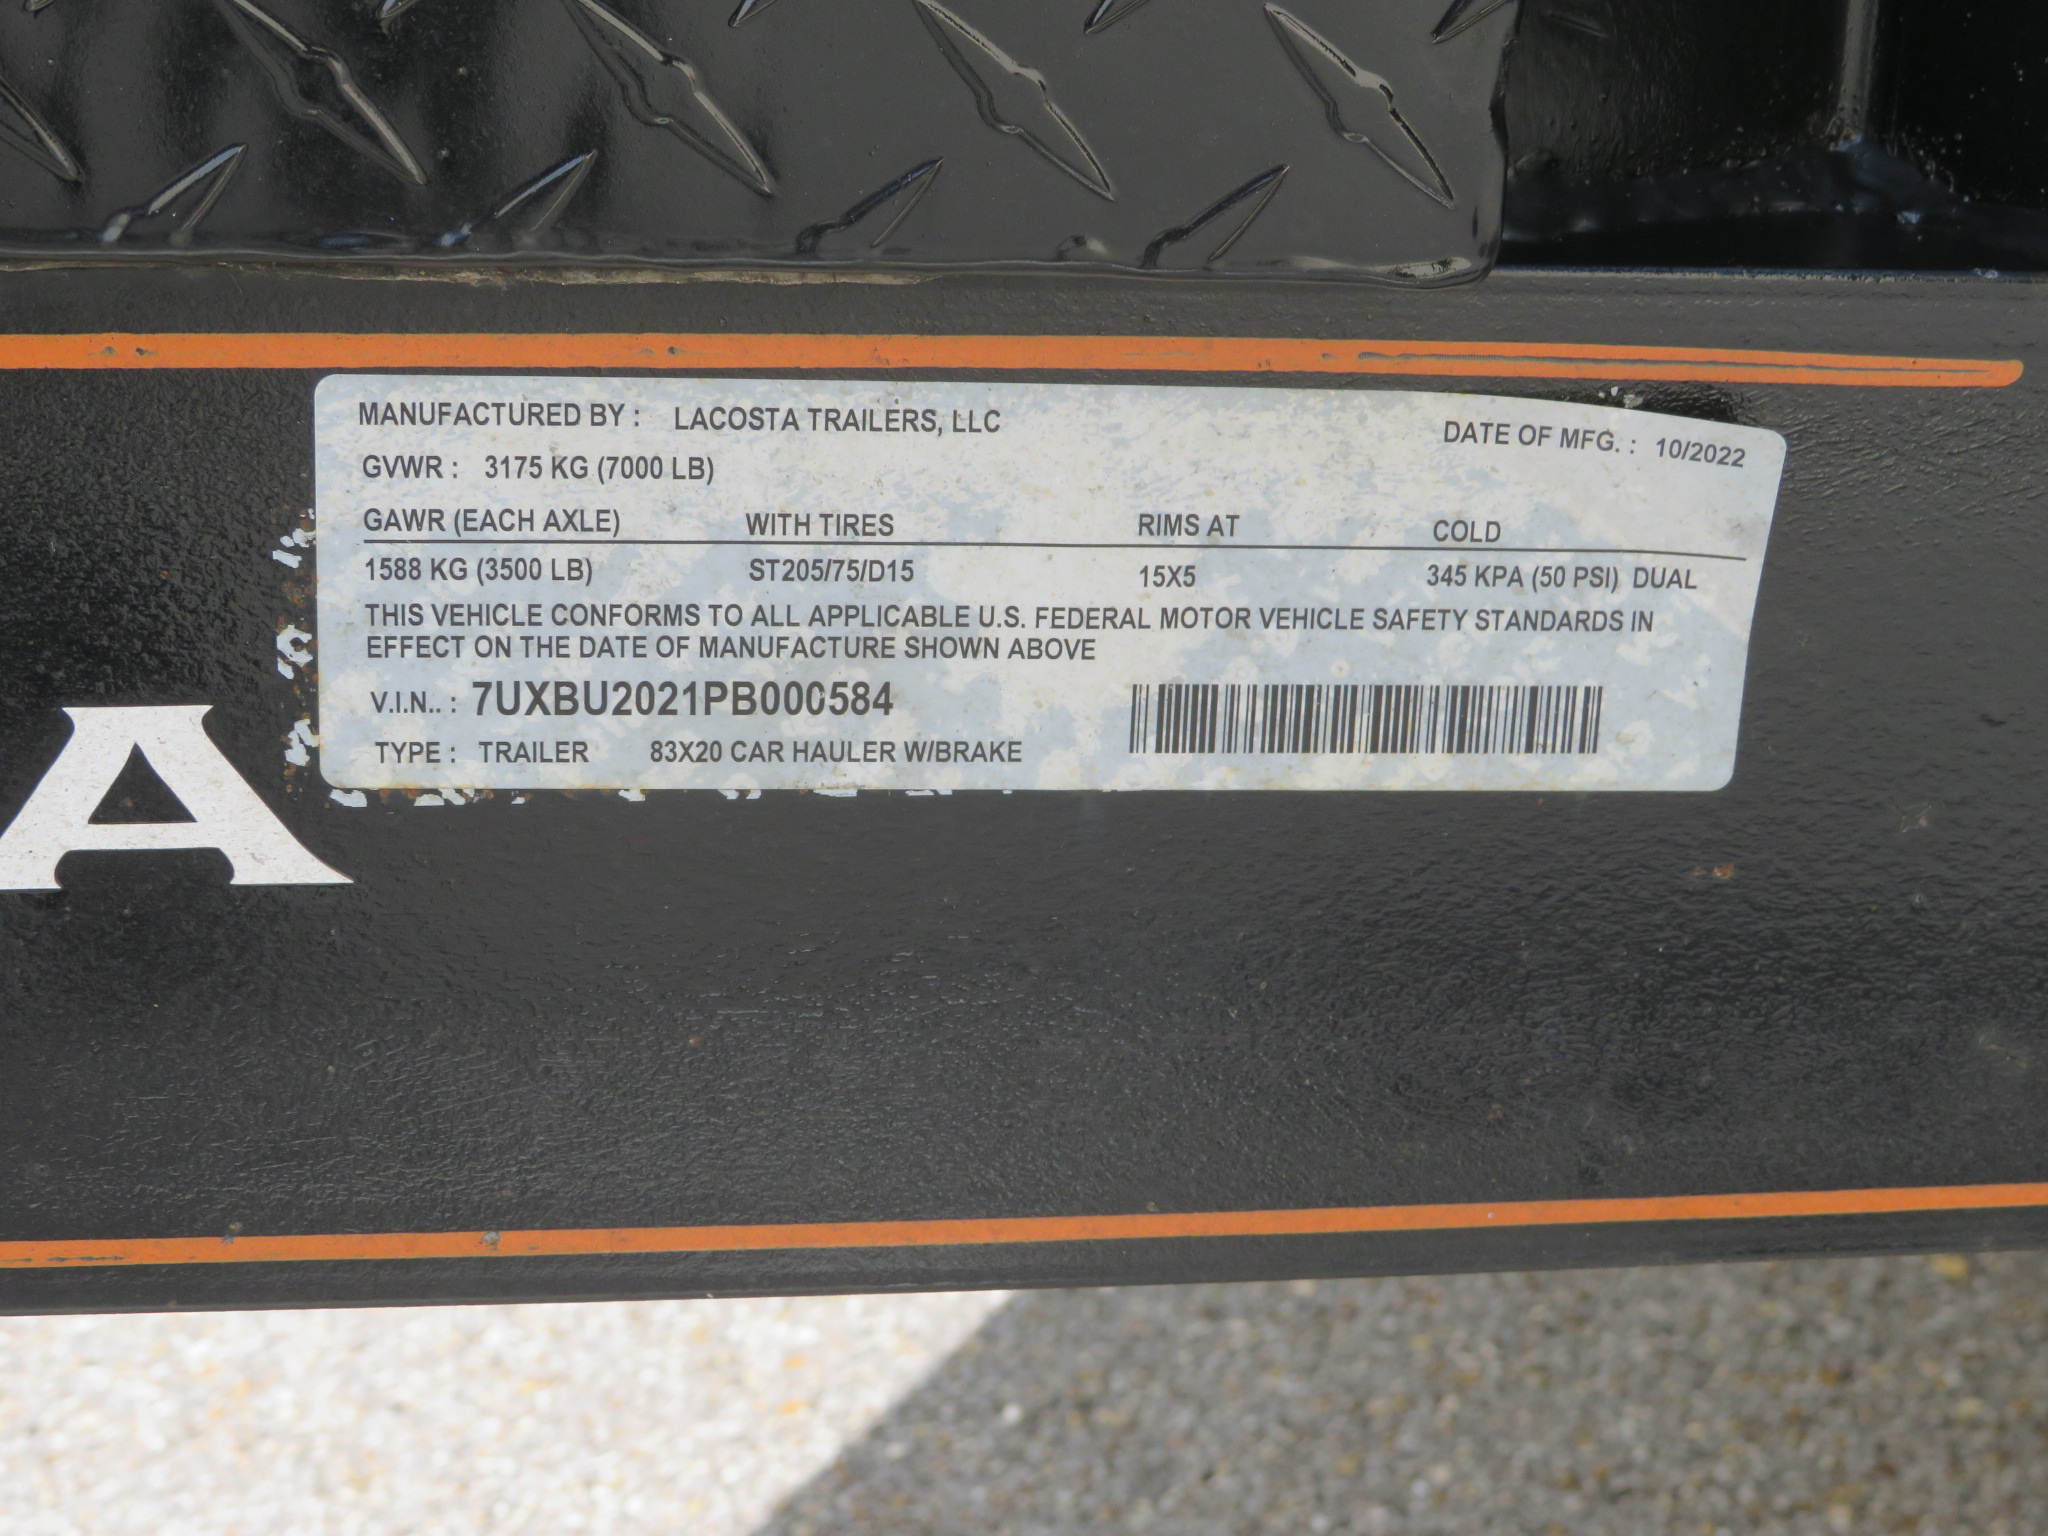 MANUFACTURED BY : LACOSTA TRAILERS, LLC DATE OF MFG. : 10/2022
GVWR : 3175 KG (7000 LB)
GAWR (EACH AXLE) WITH TIRES RIMS AT COLD
1588 KG (3500 LB) ST205/75/D15 15X5 345 KPA (50 PSI) DUAL
THIS VEHICLE CONFORMS TO ALL APPLICABLE U.S. FEDERAL MOTOR VEHICLE SAFETY STANDARDS IN
EFFECT ON THE DATE OF MANUFACTURE SHOWN ABOVE
V.I.N.. : 7UXBU2021PB000584
TYPE : TRAILER 83X20 CAR HAULER W/BRAKE
A